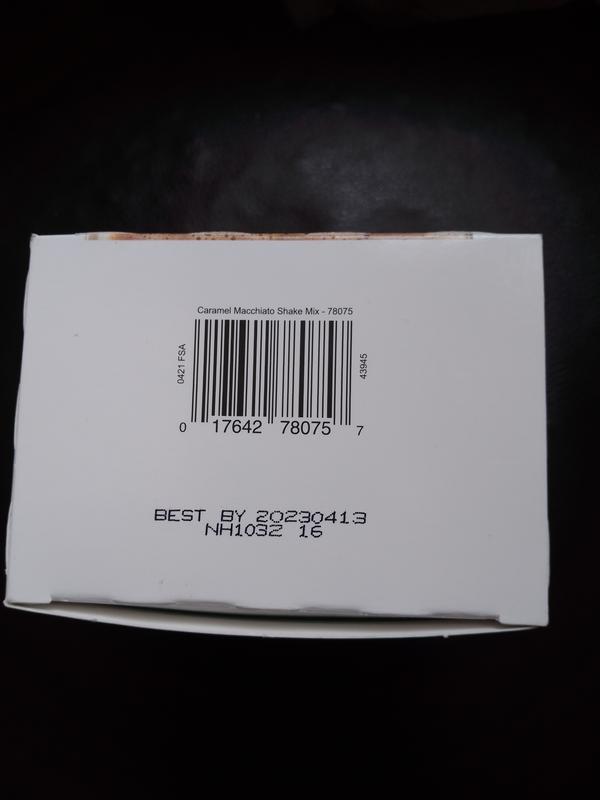 Caramel Macchiato Shake Mix - 78075
0421 FSA
43945
0 17642 78075 7
BEST BY 20230413
NH1032 16